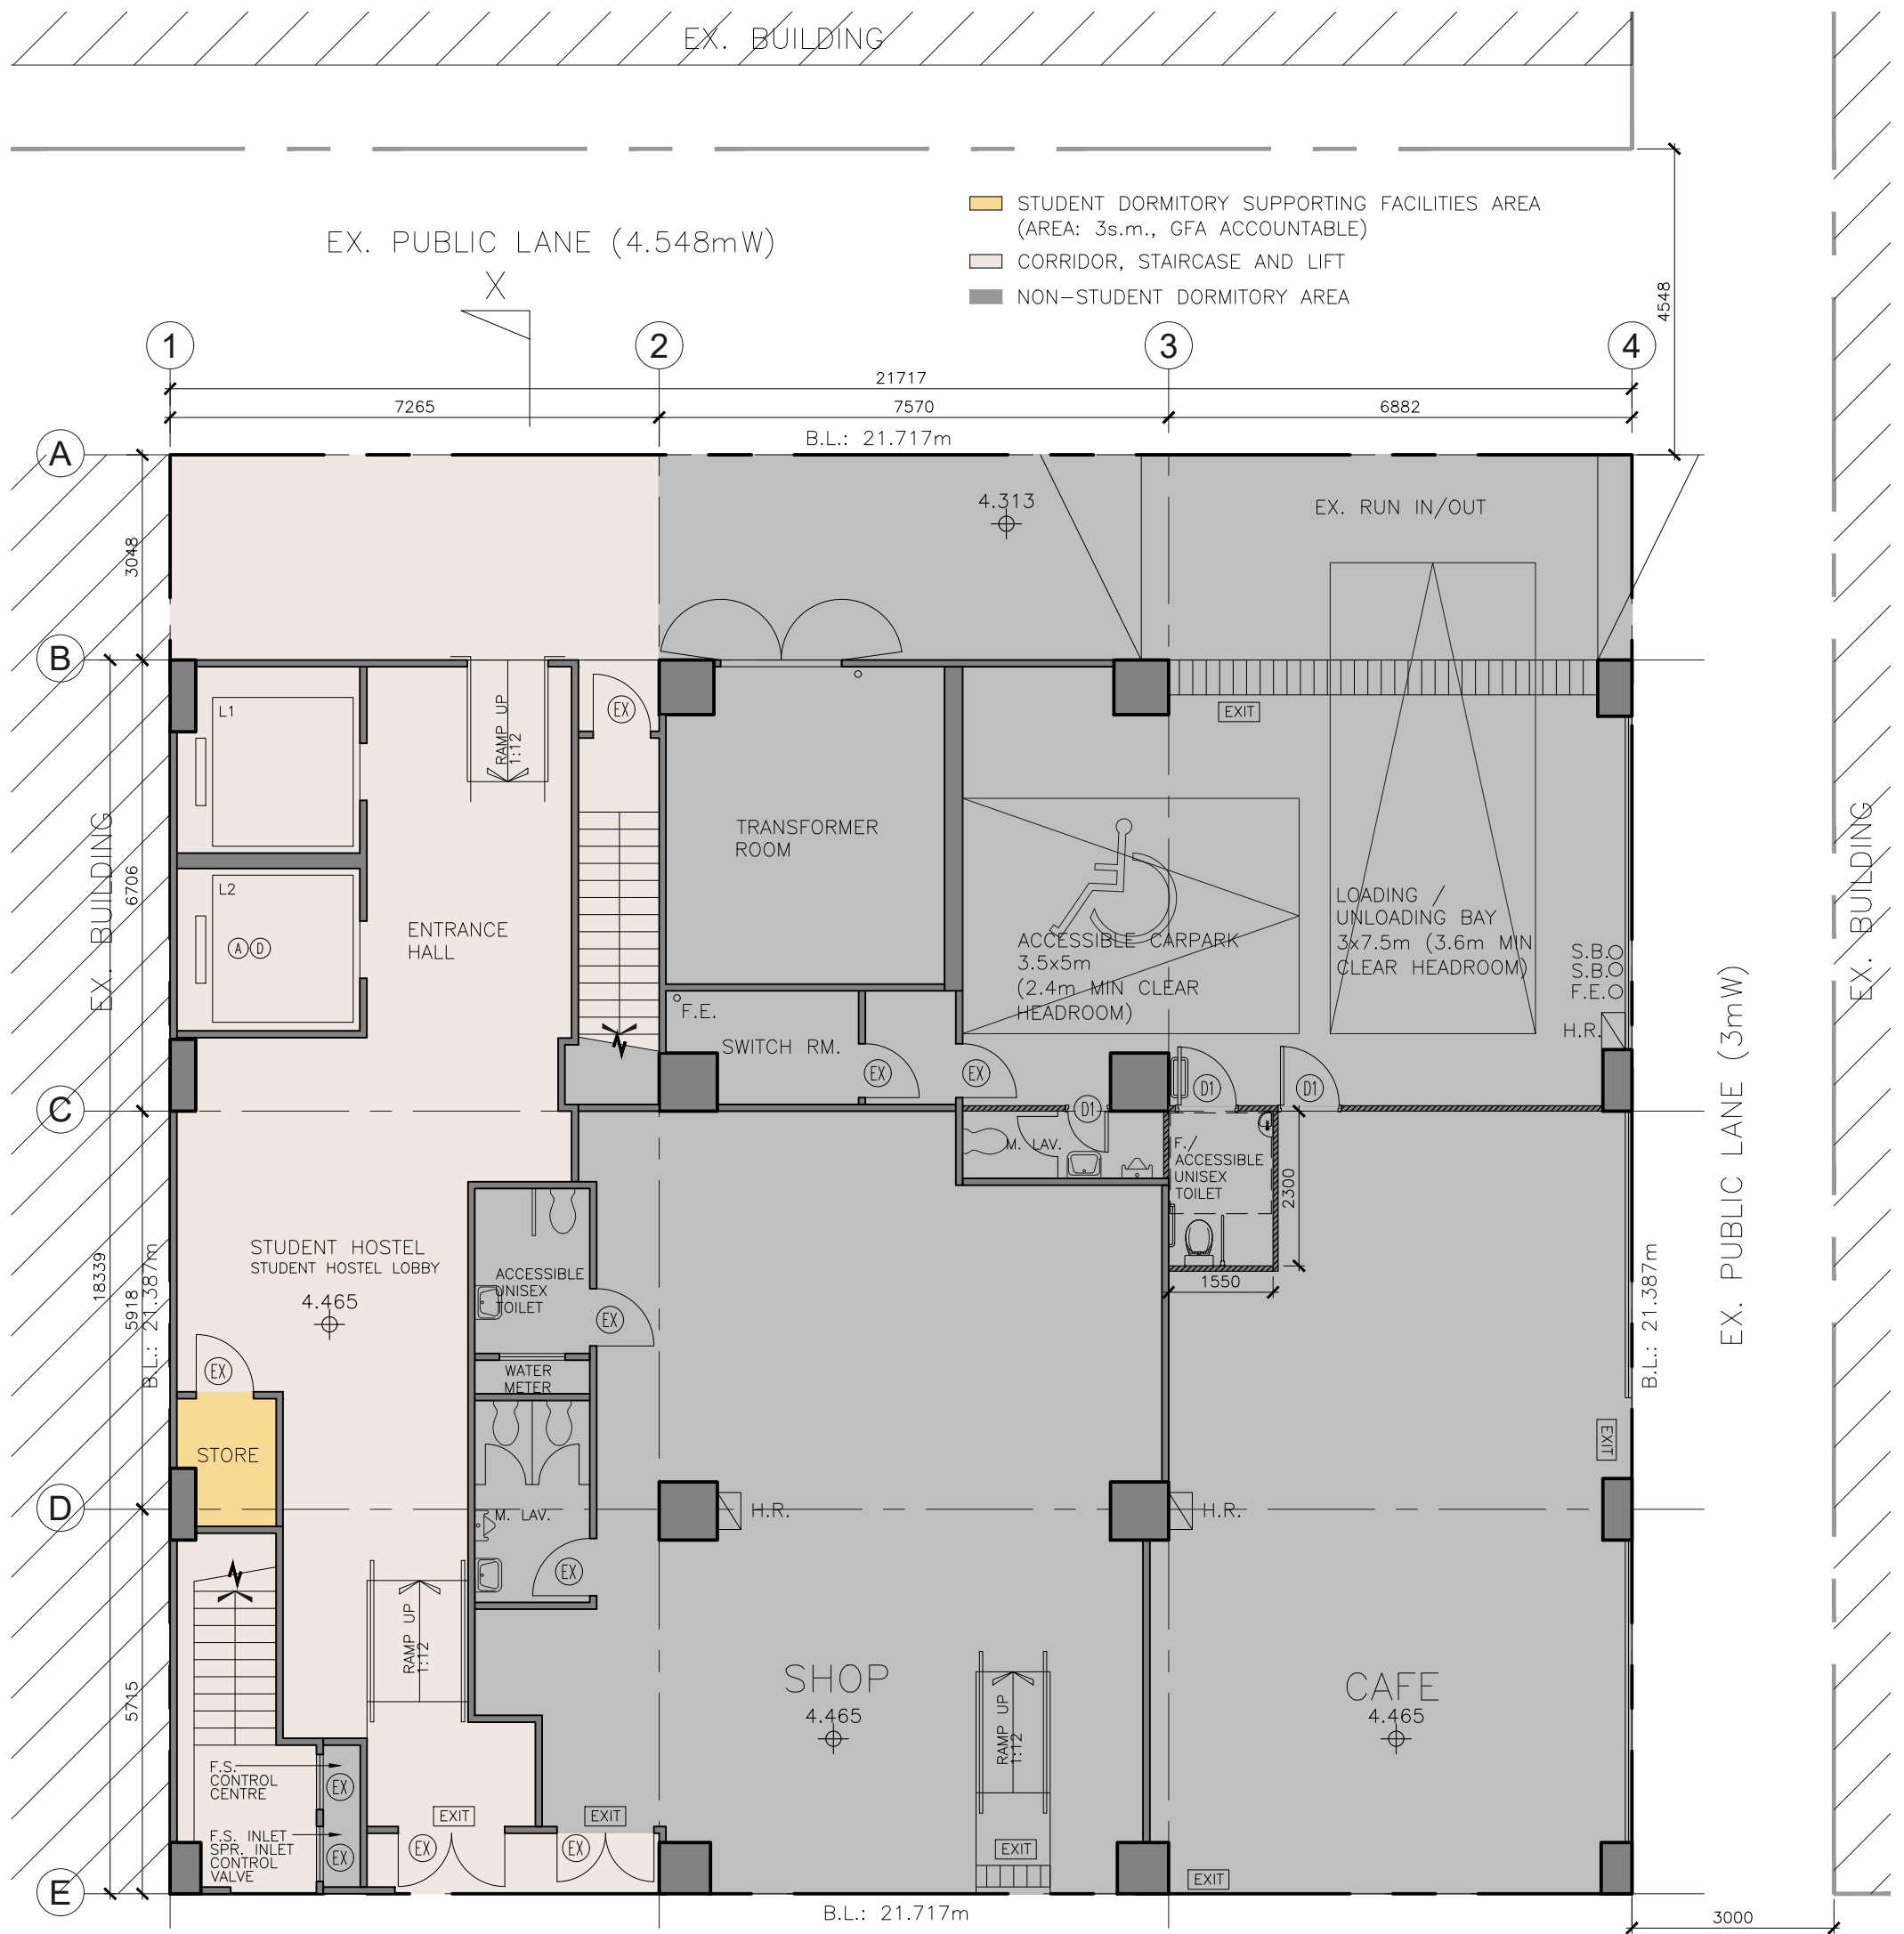 EX. BUILDING
STUDENT DORMITORY SUPPORTING FACILITIES AREA
(AREA: 3s.m., GFA ACCOUNTABLE)
CORRIDOR, STAIRCASE AND LIFT
NON-STUDENT DORMITORY AREA
EX. PUBLIC LANE (4.548mW)
X
4548
1
2
3
4
21717
7265
7570
6882
B.L.: 21.717m
A
B
C
D
E
3048
6706
18339
5918
5715
EX. BUILDING
B.L.: 21.387m
4.313
EX. RUN IN/OUT
L1
RAMP UP
1:12
EX
EXIT
TRANSFORMER
ROOM
L2
A
D
ENTRANCE
HALL
ACCESSIBLE CARPARK
3.5x5m
(2.4m MIN CLEAR
HEADROOM)
LOADING /
UNLOADING BAY
3x7.5m (3.6m MIN
CLEAR HEADROOM)
S.B.
S.B.
F.E.
H.R.
F.E.
SWITCH RM.
EX
EX
D1
D1
D1
M. LAV.
F./
ACCESSIBLE
UNISEX
TOILET
2300
1550
STUDENT HOSTEL
STUDENT HOSTEL LOBBY
4.465
ACCESSIBLE
UNISEX
TOILET
EX
WATER
METER
EX
STORE
M. LAV.
EX
H.R.
H.R.
EXIT
RAMP UP
1:12
SHOP
4.465
RAMP UP
1:12
CAFE
4.465
F.S.
CONTROL
CENTRE
EX
F.S. INLET
SPR. INLET
CONTROL
VALVE
EX
EXIT
EX
EXIT
EX
EXIT
EXIT
B.L.: 21.717m
B.L.: 21.387m
EX. PUBLIC LANE (3mW)
EX. BUILDING
3000